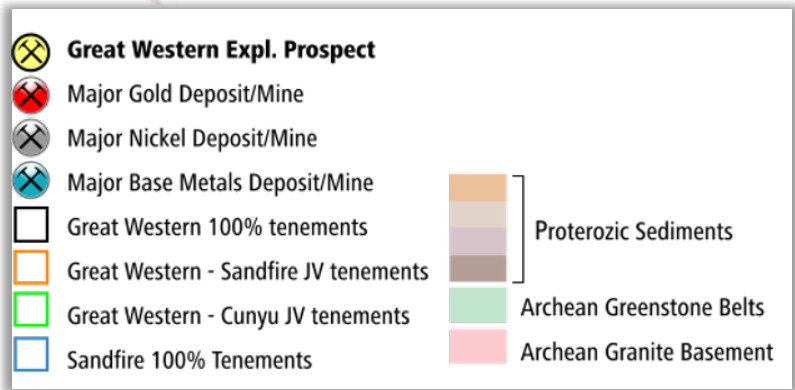 Great Western Expl. Prospect
Major Gold Deposit/Mine
Major Nickel Deposit/Mine
Major Base Metals Deposit/Mine
Great Western 100% tenements
Great Western - Sandfire JV tenements
Great Western - Cunyu JV tenements
Sandfire 100% Tenements
Proterozic Sediments
Archean Greenstone Belts
Archean Granite Basement